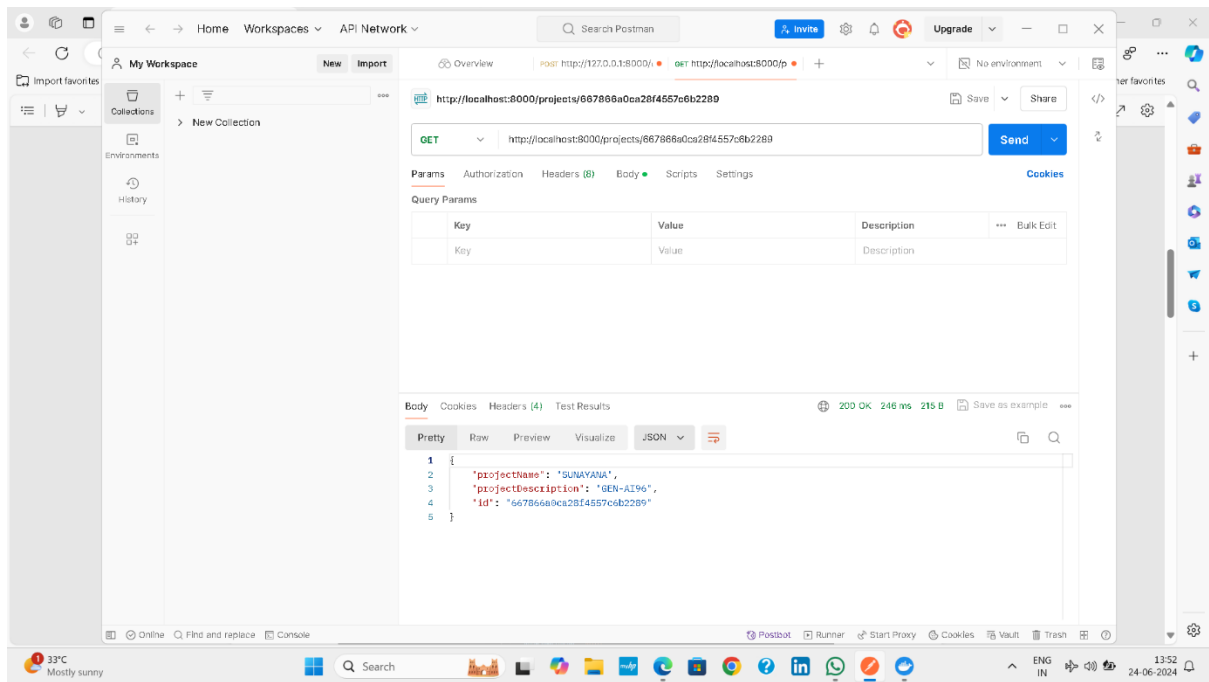 Home Workspaces API Network Search Postman Invite Upgrade
My Workspace New Import Overview POST http://127.0.0.1:8000/ GET http://localhost:8000/p No environment
Import favorites
her favorites
Collections
http://localhost:8000/projects/667866a0ca28f4557c6b2289 Save Share
New Collection
GET http://localhost:8000/projects/667866a0ca28f4557c6b2289 Send
Environments
Params Authorization Headers (8) Body Scripts Settings Cookies
History
Query Params
Key Value Description Bulk Edit
Key Value Description
Body Cookies Headers (4) Test Results 200 OK 246 ms 215 B Save as example
Pretty Raw Preview Visualize JSON
1 {
2 "projectName": "SUNAYANA",
3 "projectDescription": "GEN-AI96",
4 "id": "667866a0ca28f4557c6b2289"
5 }
Online Find and replace Console Postbot Runner Start Proxy Cookies Vault Trash
1 33°C
Mostly sunny
Search
ENG
IN
13:52
24-06-2024